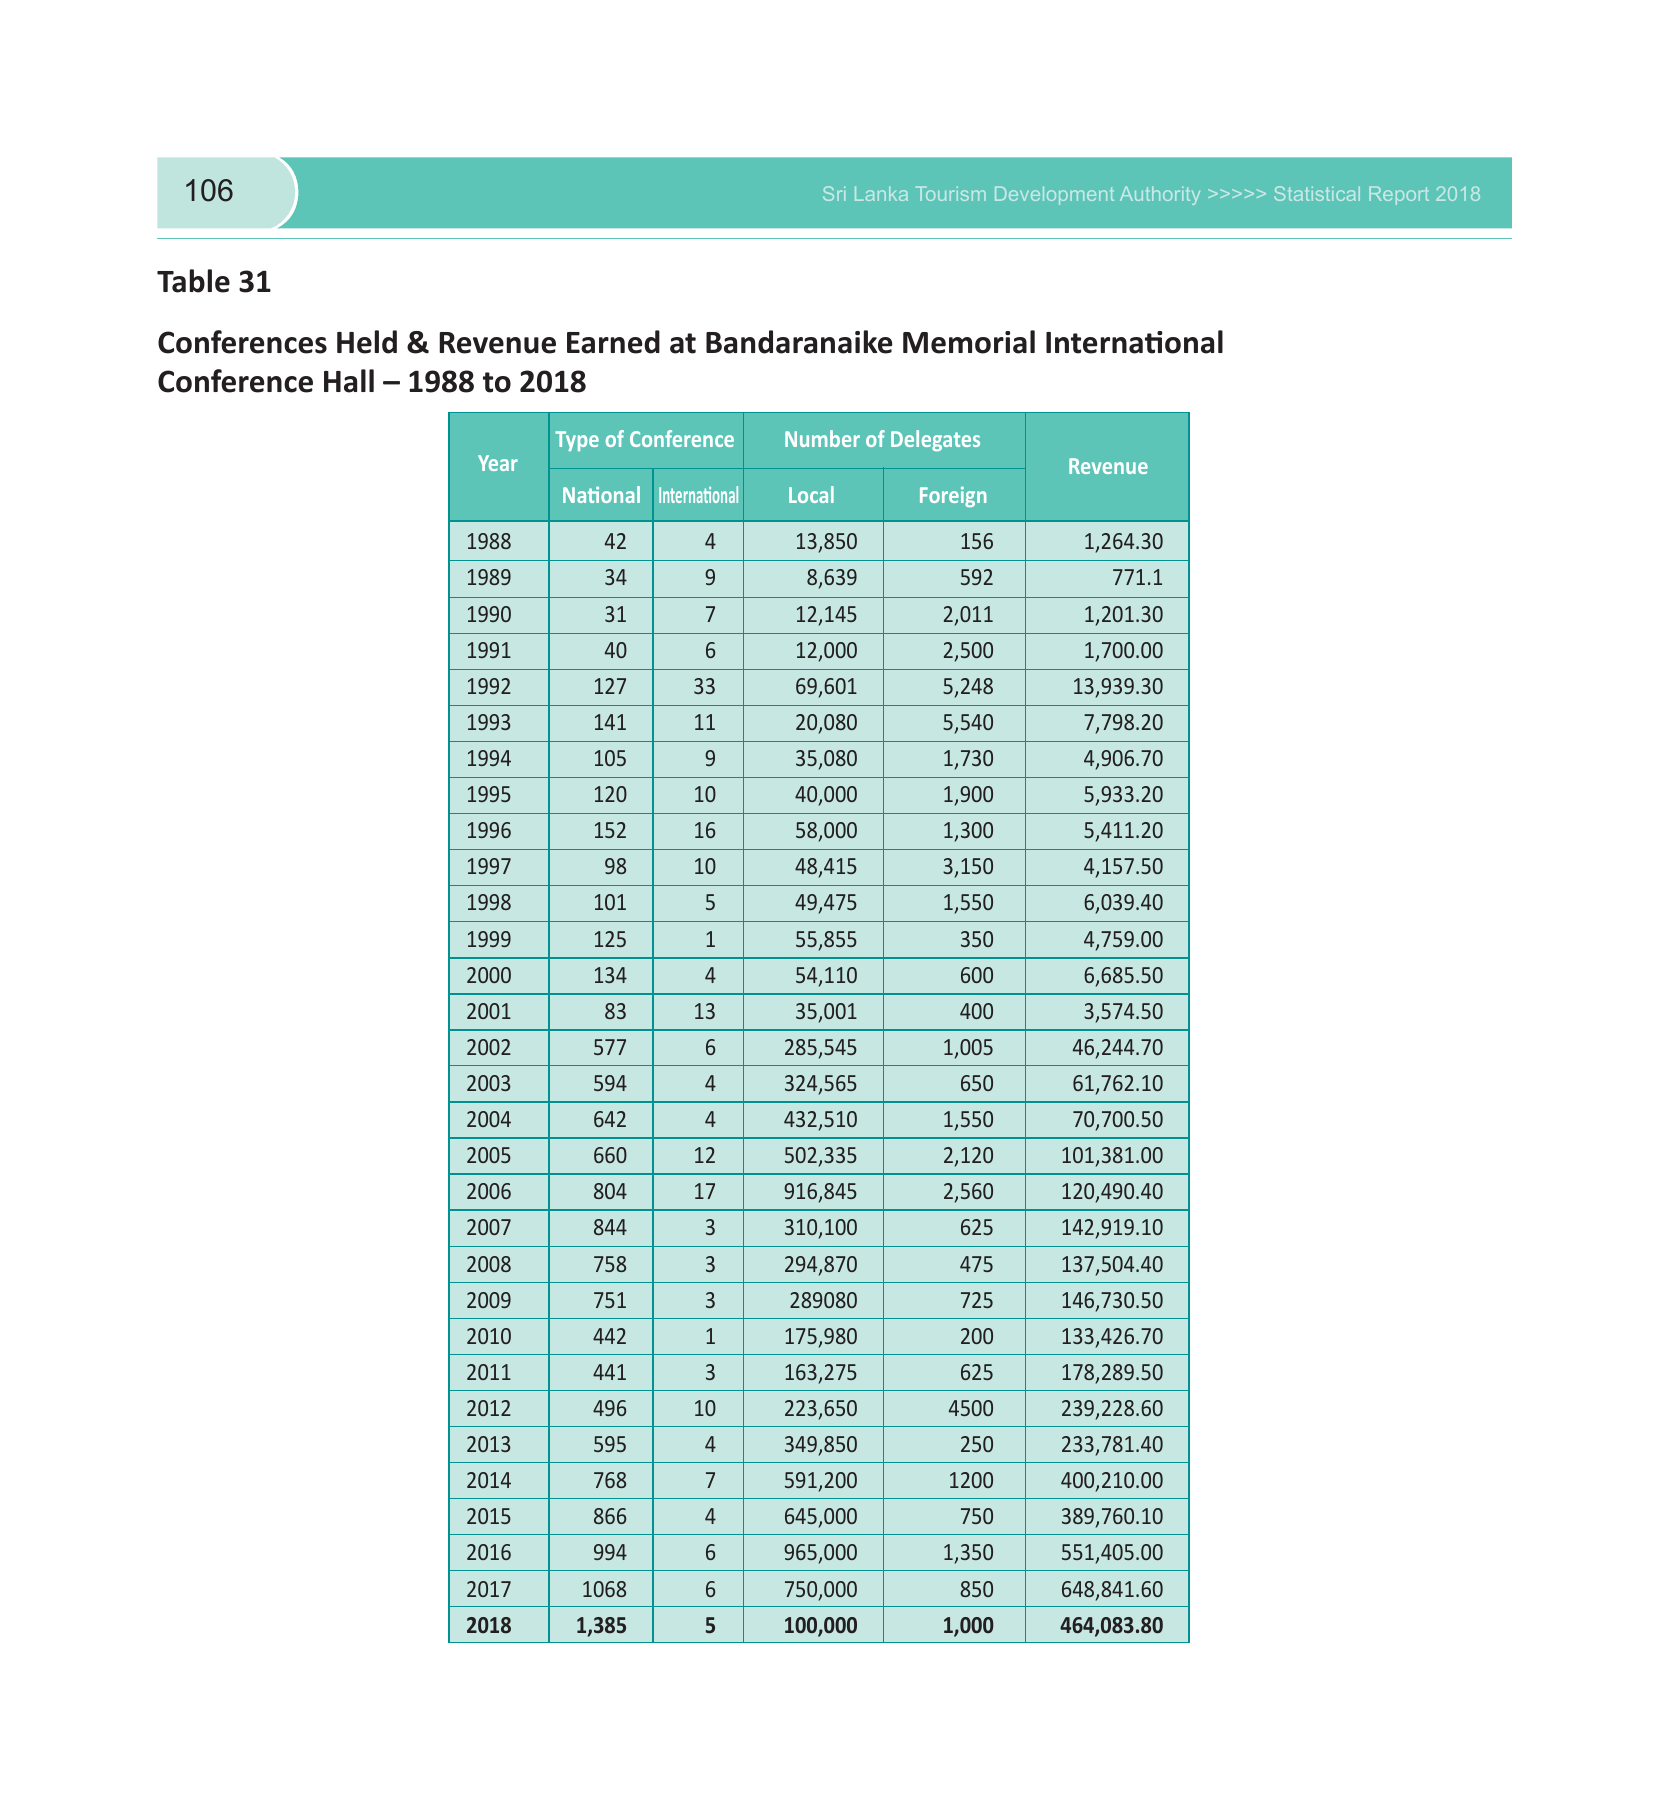 106
Sri Lanka Tourism Development Authority >>>>> Statistical Report 2018
Table 31
Conferences Held & Revenue Earned at Bandaranaike Memorial International
Conference Hall – 1988 to 2018
Year Type of Conference Number of Delegates Revenue
National International Local Foreign
1988 42 4 13,850 156 1,264.30
1989 34 9 8,639 592 771.1
1990 31 7 12,145 2,011 1,201.30
1991 40 6 12,000 2,500 1,700.00
1992 127 33 69,601 5,248 13,939.30
1993 141 11 20,080 5,540 7,798.20
1994 105 9 35,080 1,730 4,906.70
1995 120 10 40,000 1,900 5,933.20
1996 152 16 58,000 1,300 5,411.20
1997 98 10 48,415 3,150 4,157.50
1998 101 5 49,475 1,550 6,039.40
1999 125 1 55,855 350 4,759.00
2000 134 4 54,110 600 6,685.50
2001 83 13 35,001 400 3,574.50
2002 577 6 285,545 1,005 46,244.70
2003 594 4 324,565 650 61,762.10
2004 642 4 432,510 1,550 70,700.50
2005 660 12 502,335 2,120 101,381.00
2006 804 17 916,845 2,560 120,490.40
2007 844 3 310,100 625 142,919.10
2008 758 3 294,870 475 137,504.40
2009 751 3 289080 725 146,730.50
2010 442 1 175,980 200 133,426.70
2011 441 3 163,275 625 178,289.50
2012 496 10 223,650 4500 239,228.60
2013 595 4 349,850 250 233,781.40
2014 768 7 591,200 1200 400,210.00
2015 866 4 645,000 750 389,760.10
2016 994 6 965,000 1,350 551,405.00
2017 1068 6 750,000 850 648,841.60
2018 1,385 5 100,000 1,000 464,083.80